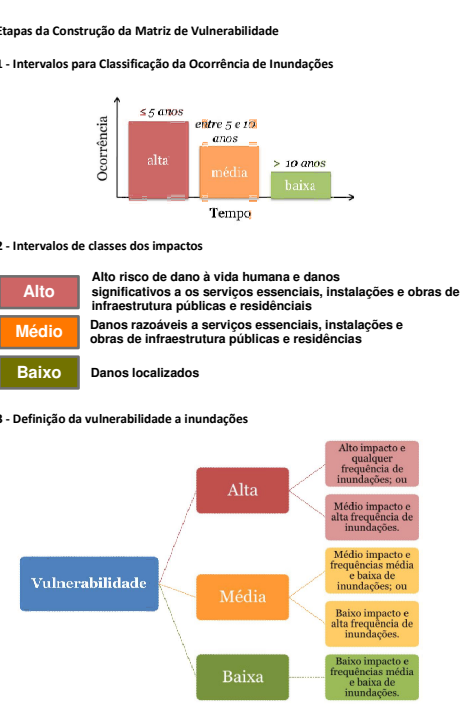 Etapas da Construção da Matriz de Vulnerabilidade
1 - Intervalos para Classificação da Ocorrência de Inundações
≤ 5 anos
entre 5 e 10
anos
> 10 anos
Ocorrência
alta
média
baixa
Tempo
2 - Intervalos de classes dos impactos
Alto
Alto risco de dano à vida humana e danos
significativos a os serviços essenciais, instalações e obras de
infraestrutura públicas e residênciais
Médio
Danos razoáveis a serviços essenciais, instalações e
obras de infraestrutura públicas e residências
Baixo
Danos localizados
3 - Definição da vulnerabilidade a inundações
Vulnerabilidade
Alta
Alto impacto e
qualquer
frequência de
inundações; ou
Médio impacto e
alta frequência de
inundações.
Média
Médio impacto e
frequências média
e baixa de
inundações; ou
Baixo impacto e
alta frequência de
inundações.
Baixa
Baixo impacto e
frequências média
e baixa de
inundações.